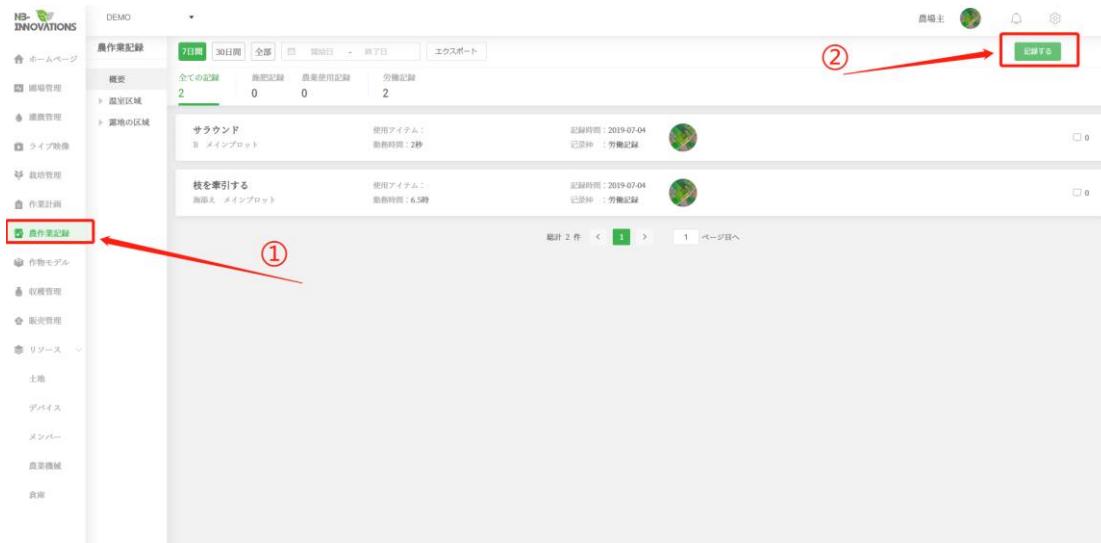 NB-
INNOVATIONS
DEMO
農場主
ホームページ
圃場管理
灌漑管理
ライブ映像
栽培管理
作業計画
農作業記録
作物モデル
収穫管理
販売管理
リソース
土地
デバイス
メンバー
農業機械
倉庫
農作業記録
概要
温室区域
露地の区域
7日間 30日間 全部 開始日 - 終了日 エクスポート
② 記録する
全ての記録 施肥記録 農薬使用記録 労働記録
2 0 0 2
サラウンド 使用アイテム： 記録時間：2019-07-04
B メインプロット 勤務時間：2秒 ：労働記録 0
枝を牽引する 使用アイテム： 記録時間：2019-07-04
メインプロット 勤務時間：6.5時 ：労働記録 0
総計 2 件 < 1 > 1 ページ目へ
①